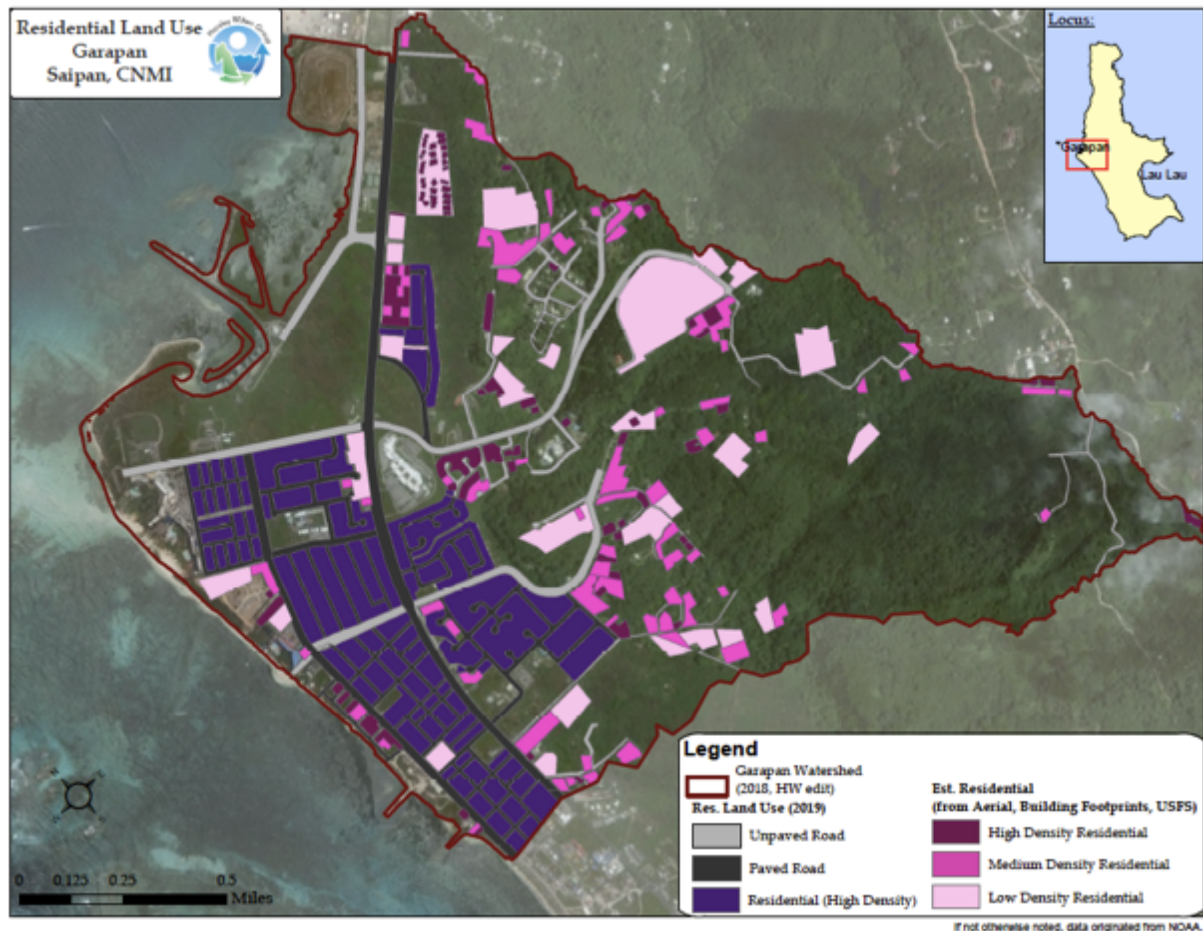 Residential Land Use
Garapan
Saipan, CNMI
Horsley Witten Group
Locus:
Garapan
Lau Lau
Legend
Garapan Watershed
(2018, HW edit)
Res. Land Use (2019)
Unpaved Road
Paved Road
Residential (High Density)
Est. Residential
(from Aerial, Building Footprints, USFS)
High Density Residential
Medium Density Residential
Low Density Residential
0 0.125 0.25 0.5
Miles
If not otherwise noted, data originated from NOAA.